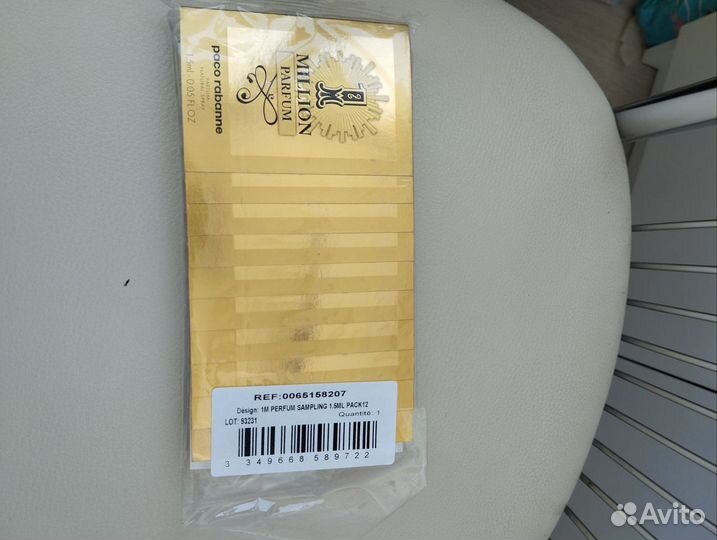 1
MILLION
PARFUM
paco rabanne
1.5ml 0.05 FL OZ
REF:0065158207
Design: 1M PERFUM SAMPLING 1.5ML PACK12
LOT: 93231
Quantité: 1
3 349668 589722
Avito